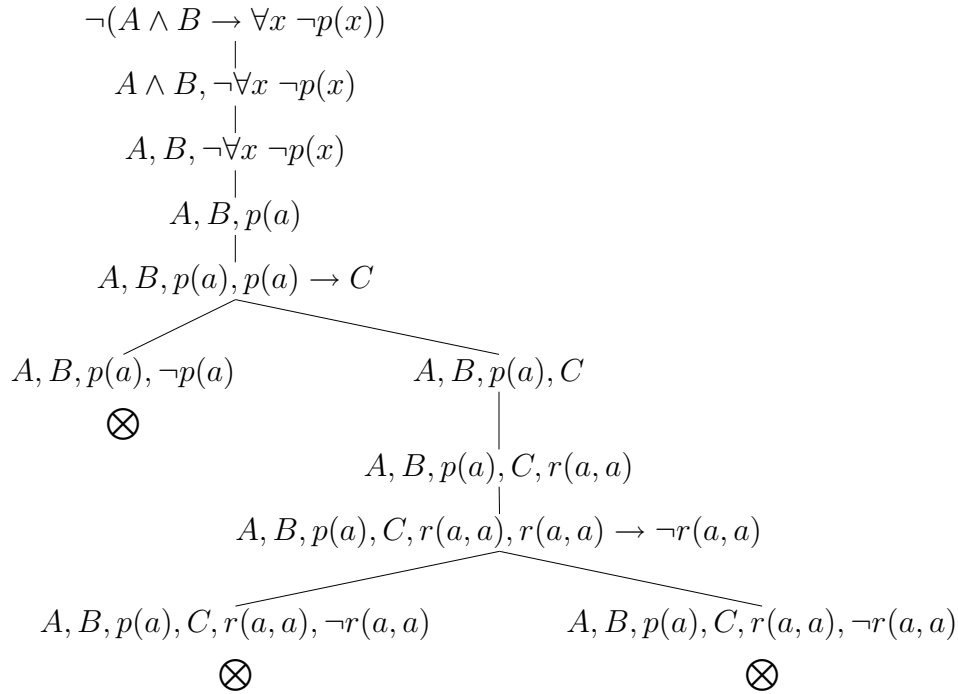 ¬(A ∧ B → ∀x ¬p(x))
A ∧ B, ¬∀x ¬p(x)
A, B, ¬∀x ¬p(x)
A, B, p(a)
A, B, p(a), p(a) → C
A, B, p(a), ¬p(a)
A, B, p(a), C
⊗
A, B, p(a), C, r(a, a)
A, B, p(a), C, r(a, a), r(a, a) → ¬r(a, a)
A, B, p(a), C, r(a, a), ¬r(a, a)
A, B, p(a), C, r(a, a), ¬r(a, a)
⊗
⊗